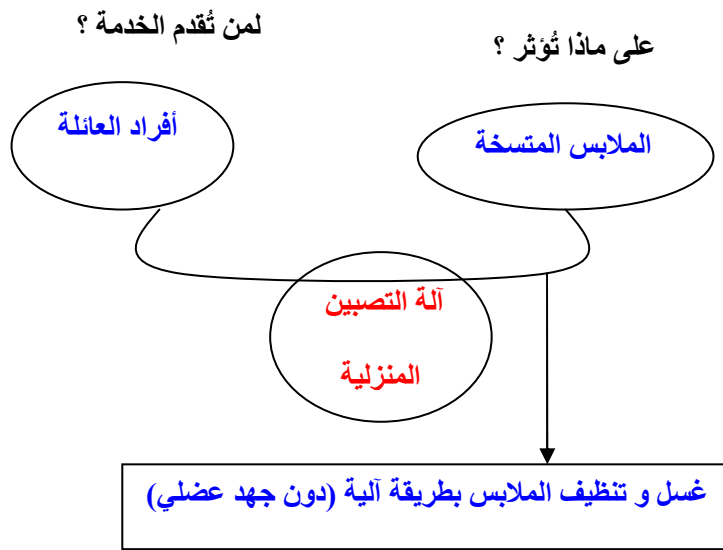 لمن تُقدم الخدمة ؟
على ماذا تُؤثر ؟
أفراد العائلة
الملابس المتسخة
آلة التصبين
المنزلية
غسل و تنظيف الملابس بطريقة آلية (دون جهد عضلي)